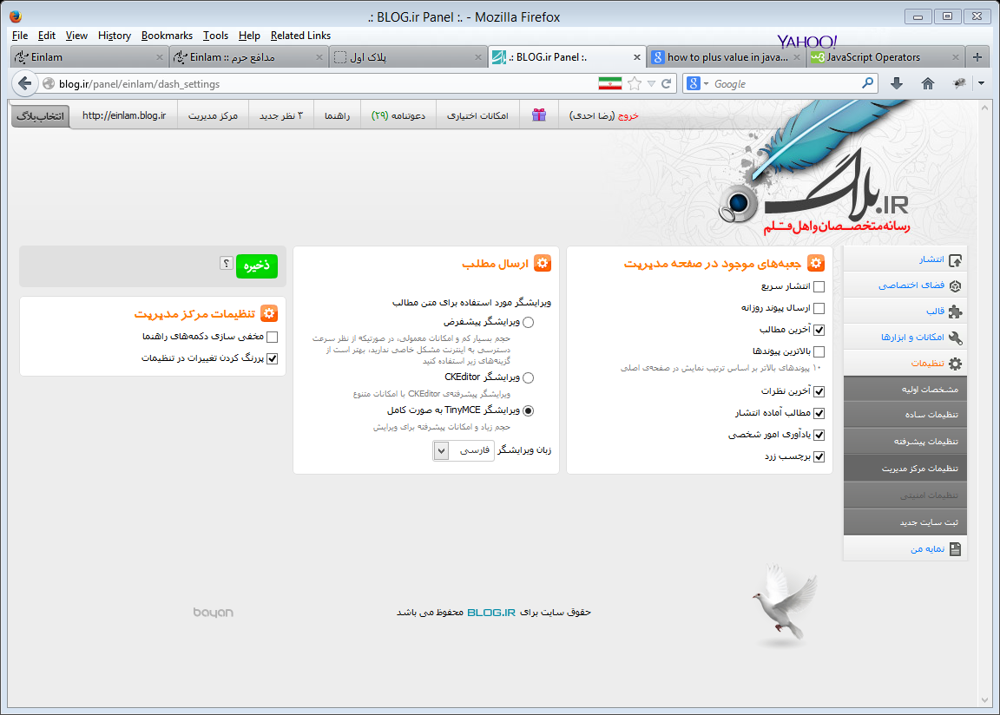 .: BLOG.ir Panel :. - Mozilla Firefox
File Edit View History Bookmarks Tools Help Related Links
YAHOO!
Einlam
Einlam :: مدافع حرم
پلاک اول
.: BLOG.ir Panel :.
how to plus value in java...
JavaScript Operators
blog.ir/panel/einlam/dash_settings
Google
انتخاب‌بلاگ
http://einlam.blog.ir
مرکز مدیریت
۳ نظر جدید
راهنما
دعوتنامه (۲۹)
امکانات اختیاری
خروج (رضا احدی)
بلاگ.IR
رسانه متخصصان و اهل قلم
انتشار
فضای اختصاصی
قالب
امکانات و ابزارها
تنظیمات
مشخصات اولیه
تنظیمات ساده
تنظیمات پیشرفته
تنظیمات مرکز مدیریت
تنظیمات امنیتی
ثبت سایت جدید
نمایه من
جعبه‌های موجود در صفحه مدیریت
انتشار سریع
ارسال پیوند روزانه
آخرین مطالب
بالاترین پیوندها
۱۰ پیوندهای بالاتر بر اساس ترتیب نمایش در صفحه‌ی اصلی
آخرین نظرات
مطالب آماده انتشار
یادآوری امور شخصی
برچسب زرد
ارسال مطلب
ویرایشگر مورد استفاده برای متن مطالب
ویرایشگر پیشفرض
حجم بسیار کم و امکانات معمولی، در صورتیکه از نظر سرعت
دسترسی به اینترنت مشکل خاصی ندارید، بهتر است از
گزینه‌های زیر استفاده کنید
ویرایشگر CKEditor
ویرایشگر پیشرفته‌ی CKEditor با امکانات متنوع
ویرایشگر TinyMCE به صورت کامل
حجم زیاد و امکانات پیشرفته برای ویرایش
زبان ویرایشگر فارسی
ذخیره
؟
تنظیمات مرکز مدیریت
مخفی سازی دکمه‌های راهنما
پررنگ کردن تغییرات در تنظیمات
حقوق سایت برای BLOG.IR محفوظ می باشد
bayan